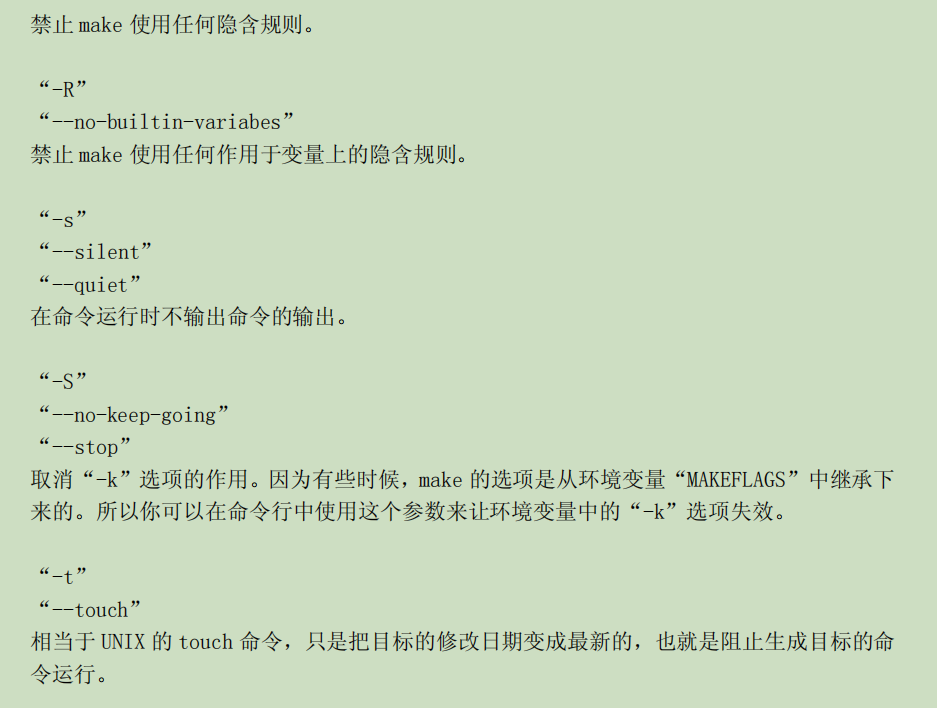 禁止 make 使用任何隐含规则。
“-R”
“--no-builtin-variabes”
禁止 make 使用任何作用于变量上的隐含规则。
“-s”
“--silent”
“--quiet”
在命令运行时不输出命令的输出。
“-S”
“--no-keep-going”
“--stop”
取消“-k”选项的作用。因为有些时候，make 的选项是从环境变量“MAKEFLAGS”中继承下
来的。所以你可以在命令行中使用这个参数来让环境变量中的“-k”选项失效。
“-t”
“--touch”
相当于 UNIX 的 touch 命令，只是把目标的修改日期变成最新的，也就是阻止生成目标的命
令运行。